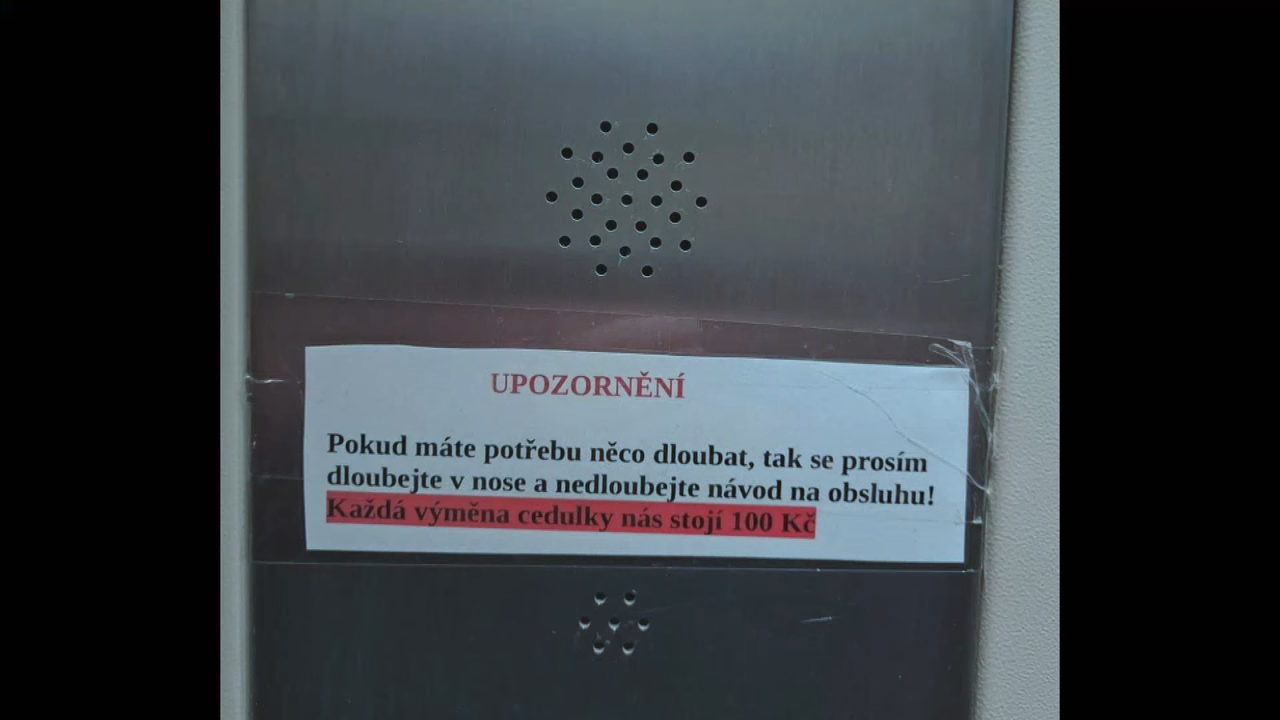 UPOZORNĚNÍ
Pokud máte potřebu něco dloubat, tak se prosím
dloubejte v nose a nedloubejte návod na obsluhu!
Každá výměna cedulky nás stojí 100 Kč